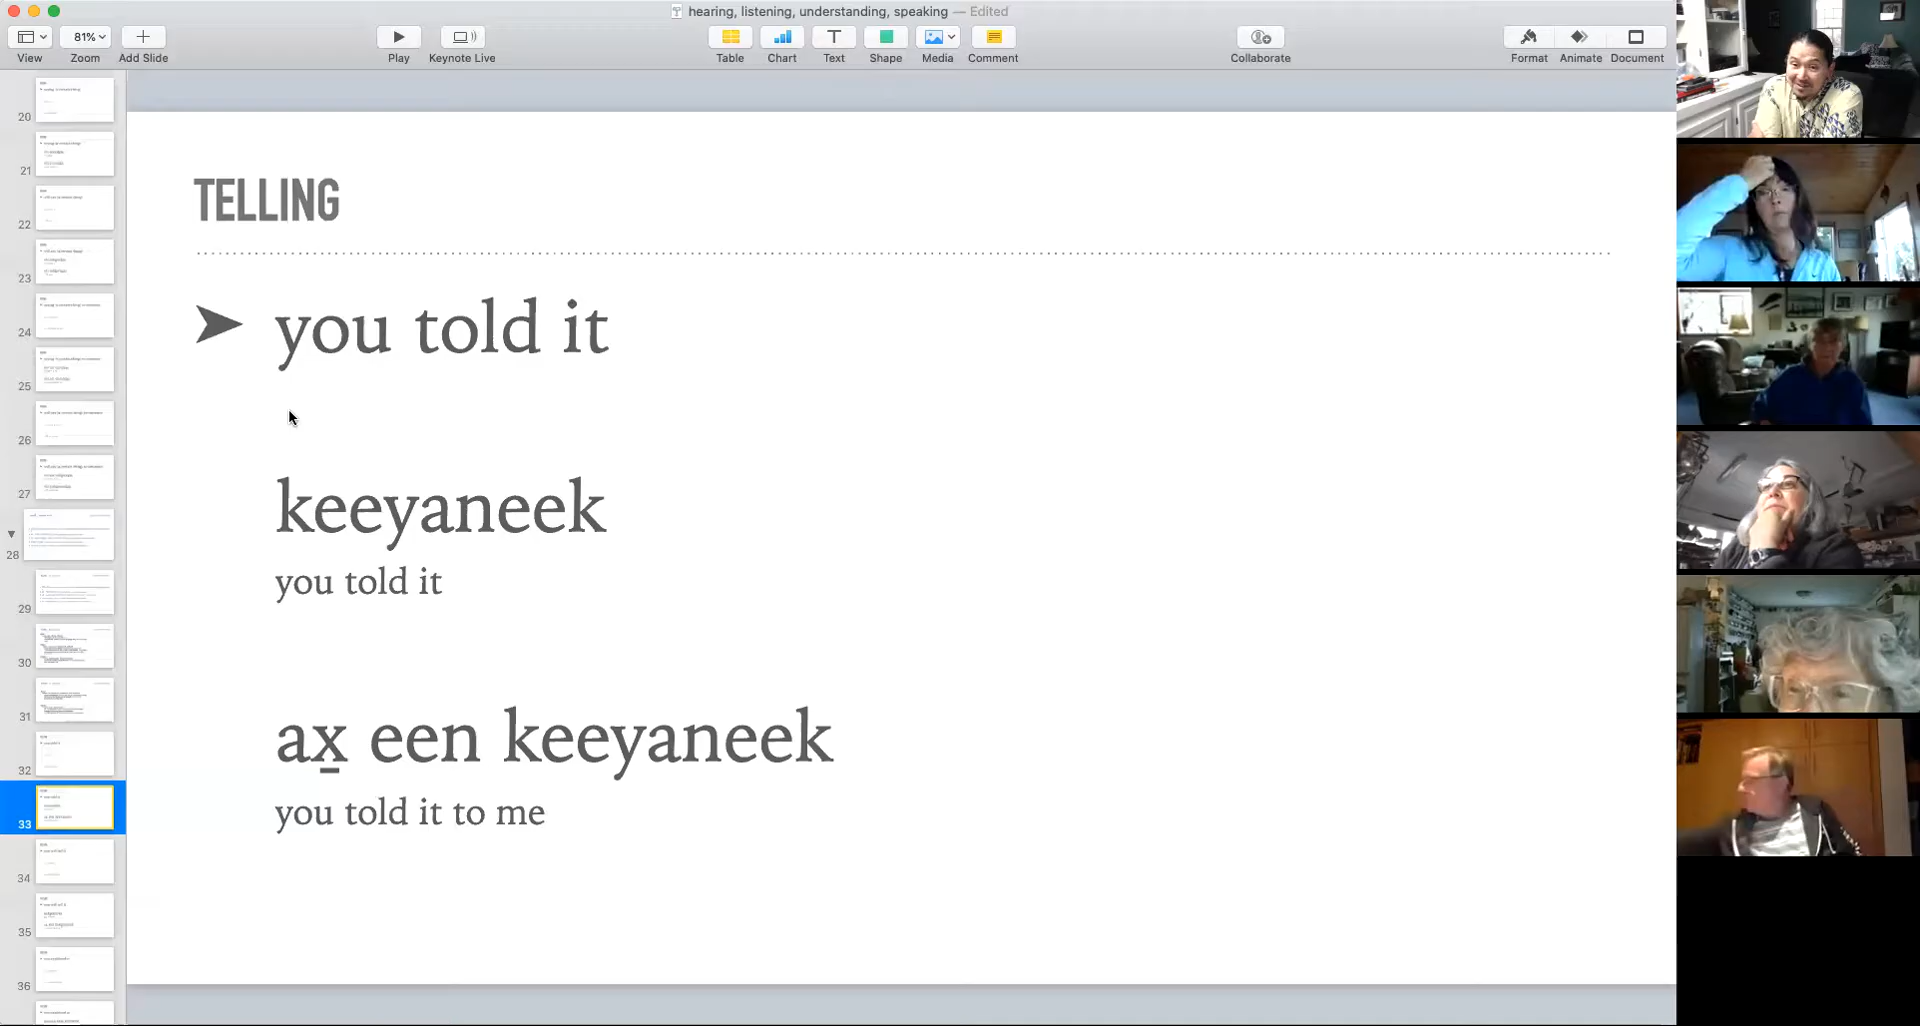 hearing, listening, understanding, speaking — Edited
81%
View Zoom Add Slide Play Keynote Live Table Chart Text Shape Media Comment Collaborate Format Animate Document
TELLING
➤ you told it
keeyaneek
you told it
ax̱ een keeyaneek
you told it to me
20
21
22
23
24
25
26
27
28
29
30
31
32
33
34
35
36